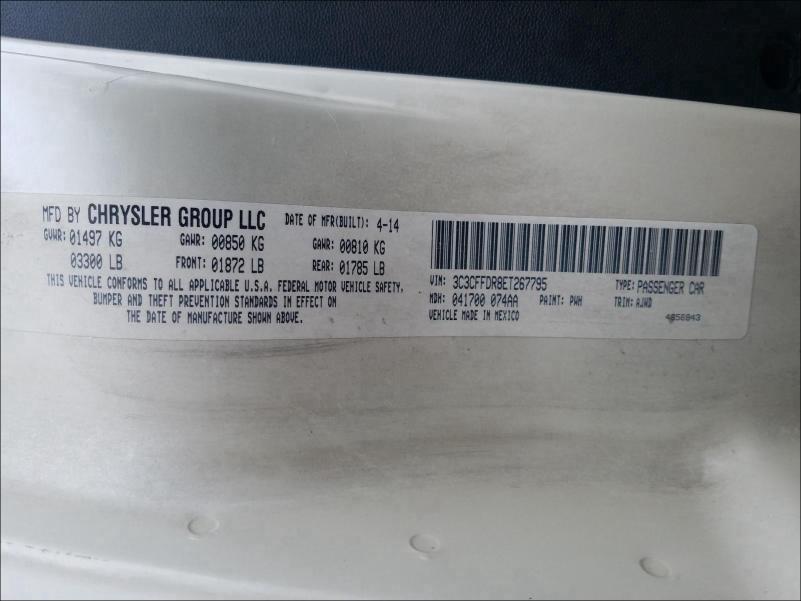 MFD BY CHRYSLER GROUP LLC DATE OF MFR(BUILT): 4-14
GVWR: 01497 KG GAWR: 00850 KG GAWR: 00810 KG
03300 LB FRONT: 01872 LB REAR: 01785 LB
THIS VEHICLE CONFORMS TO ALL APPLICABLE U.S.A. FEDERAL MOTOR VEHICLE SAFETY,
BUMPER AND THEFT PREVENTION STANDARDS IN EFFECT ON
THE DATE OF MANUFACTURE SHOWN ABOVE.
VIN: 3C3CFFDR8ET267795 TYPE: PASSENGER CAR
MDH: 041700 074AA PAINT: PWH TRIM: AJWD
VEHICLE MADE IN MEXICO 4856843